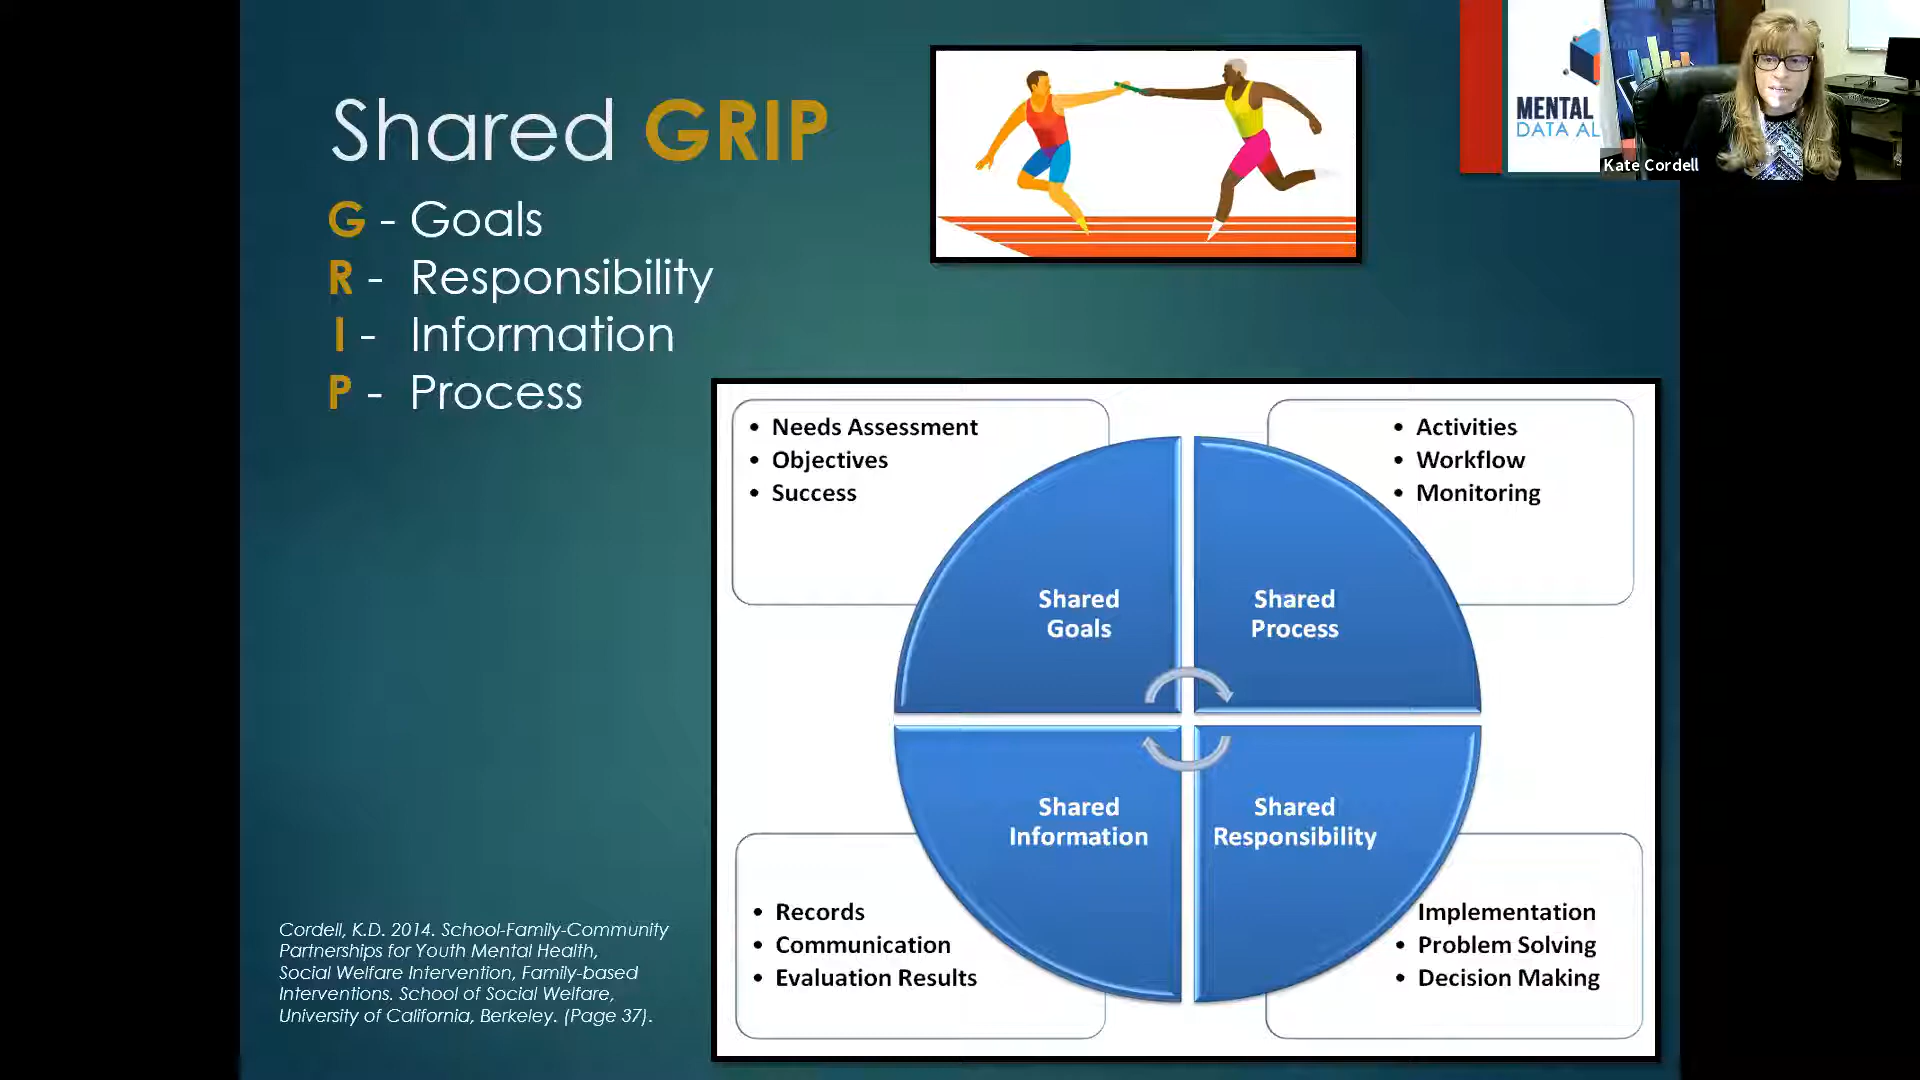 Shared GRIP
G - Goals
R - Responsibility
I - Information
P - Process
MENTAL
DATA AL
Kate Cordell
• Needs Assessment
• Objectives
• Success
• Activities
• Workflow
• Monitoring
Shared
Goals
Shared
Process
Shared
Information
Shared
Responsibility
• Records
• Communication
• Evaluation Results
Implementation
• Problem Solving
• Decision Making
Cordell, K.D. 2014. School-Family-Community
Partnerships for Youth Mental Health,
Social Welfare Intervention, Family-based
Interventions. School of Social Welfare,
University of California, Berkeley. (Page 37).